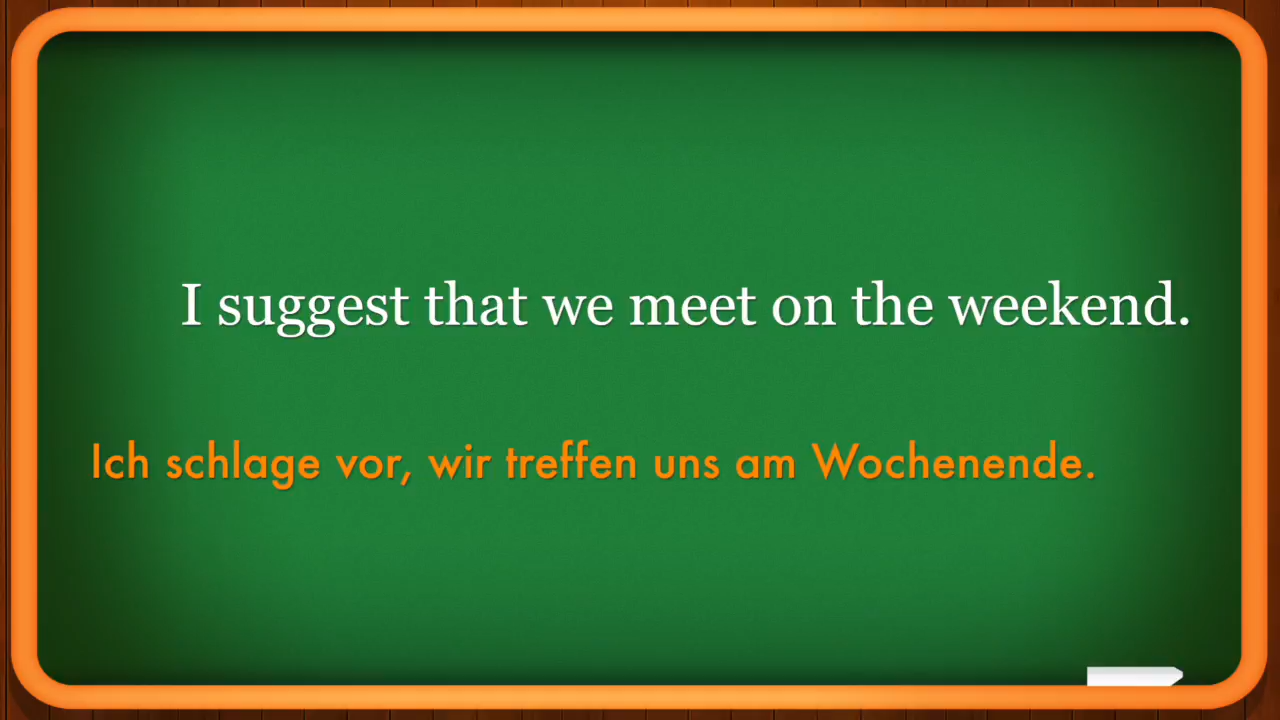 I suggest that we meet on the weekend.
Ich schlage vor, wir treffen uns am Wochenende.